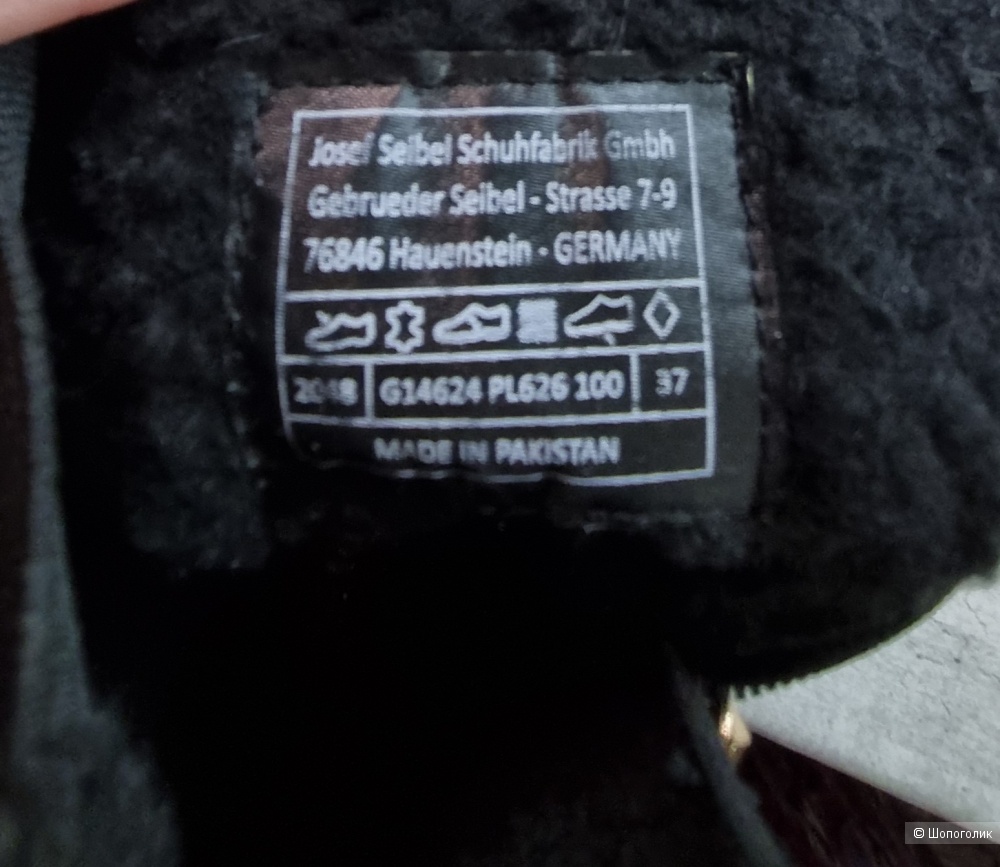 Josef Seibel Schuhfabrik Gmbh
Gebrueder Seibel - Strasse 7-9
76846 Hauenstein - GERMANY
2048 G14624 PL626 100 37
MADE IN PAKISTAN
© Шопоголик